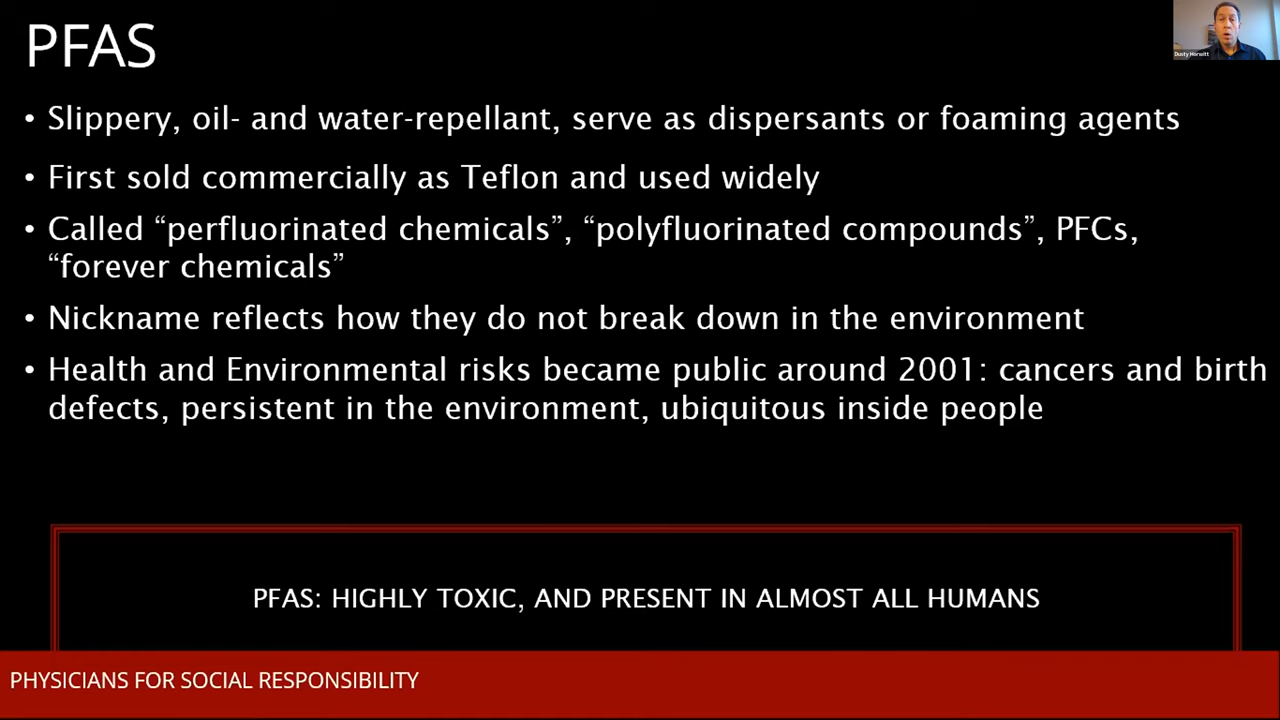 PFAS
Dusty Horwitt
• Slippery, oil- and water-repellant, serve as dispersants or foaming agents
• First sold commercially as Teflon and used widely
• Called “perfluorinated chemicals”, “polyfluorinated compounds”, PFCs,
“forever chemicals”
• Nickname reflects how they do not break down in the environment
• Health and Environmental risks became public around 2001: cancers and birth
defects, persistent in the environment, ubiquitous inside people
PFAS: HIGHLY TOXIC, AND PRESENT IN ALMOST ALL HUMANS
PHYSICIANS FOR SOCIAL RESPONSIBILITY